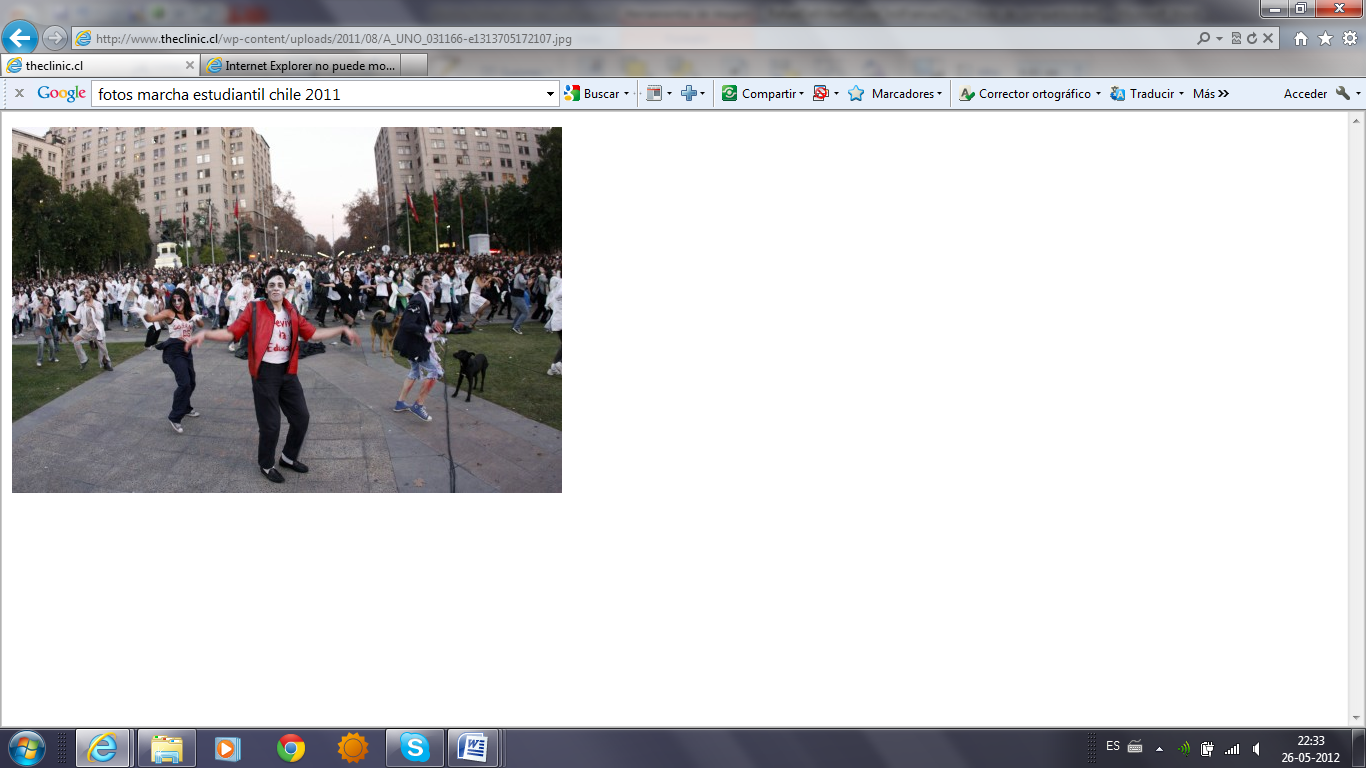 http://www.theclinic.cl/wp-content/uploads/2011/08/A_UNO_031166-e1313705172107.jpg
theclinic.cl
Internet Explorer no puede mo...
Google fotos marcha estudiantil chile 2011 Buscar Compartir Marcadores Corrector ortográfico Traducir Más Acceder
la
Educa
ES
22:33
26-05-2012